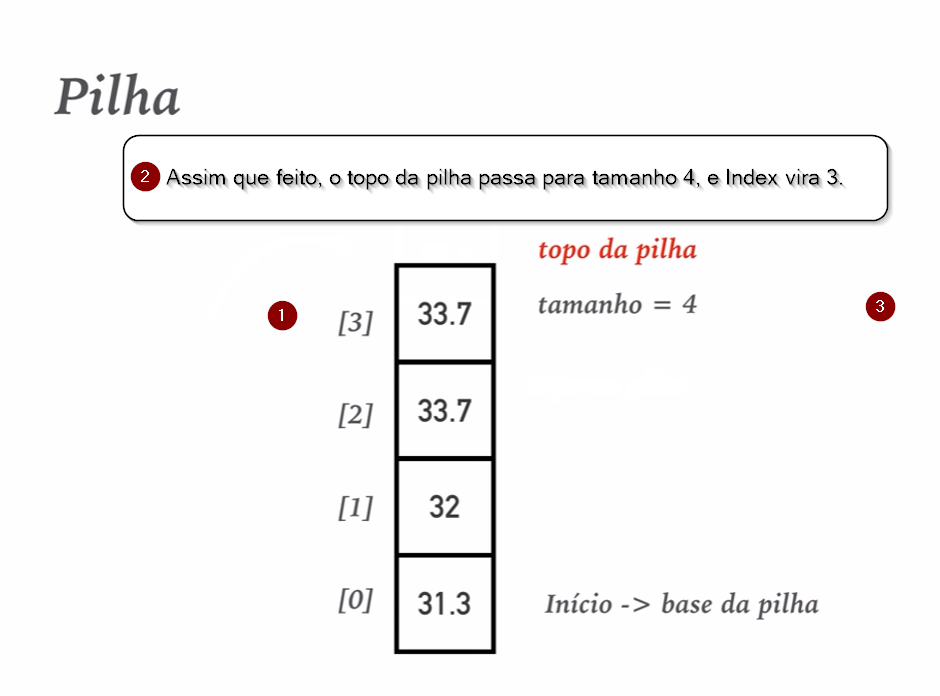 Pilha
2 Assim que feito, o topo da pilha passa para tamanho 4, e Index vira 3.
topo da pilha
1 [3] 33.7 tamanho = 4 3
[2] 33.7
[1] 32
[0] 31.3 Início -> base da pilha